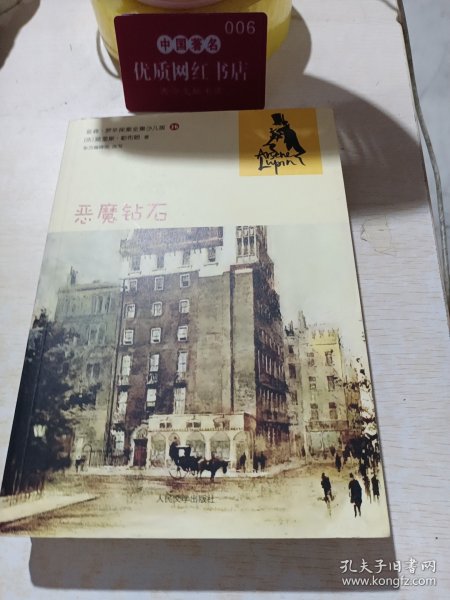 006
中国著名
优质网红书店
亚森·罗宾探案全集少儿版 16
[法]莫里斯·勒布朗 著
Arsène
Lupin
恶魔钻石
人民文学出版社
孔夫子旧书网
www.kongfz.com